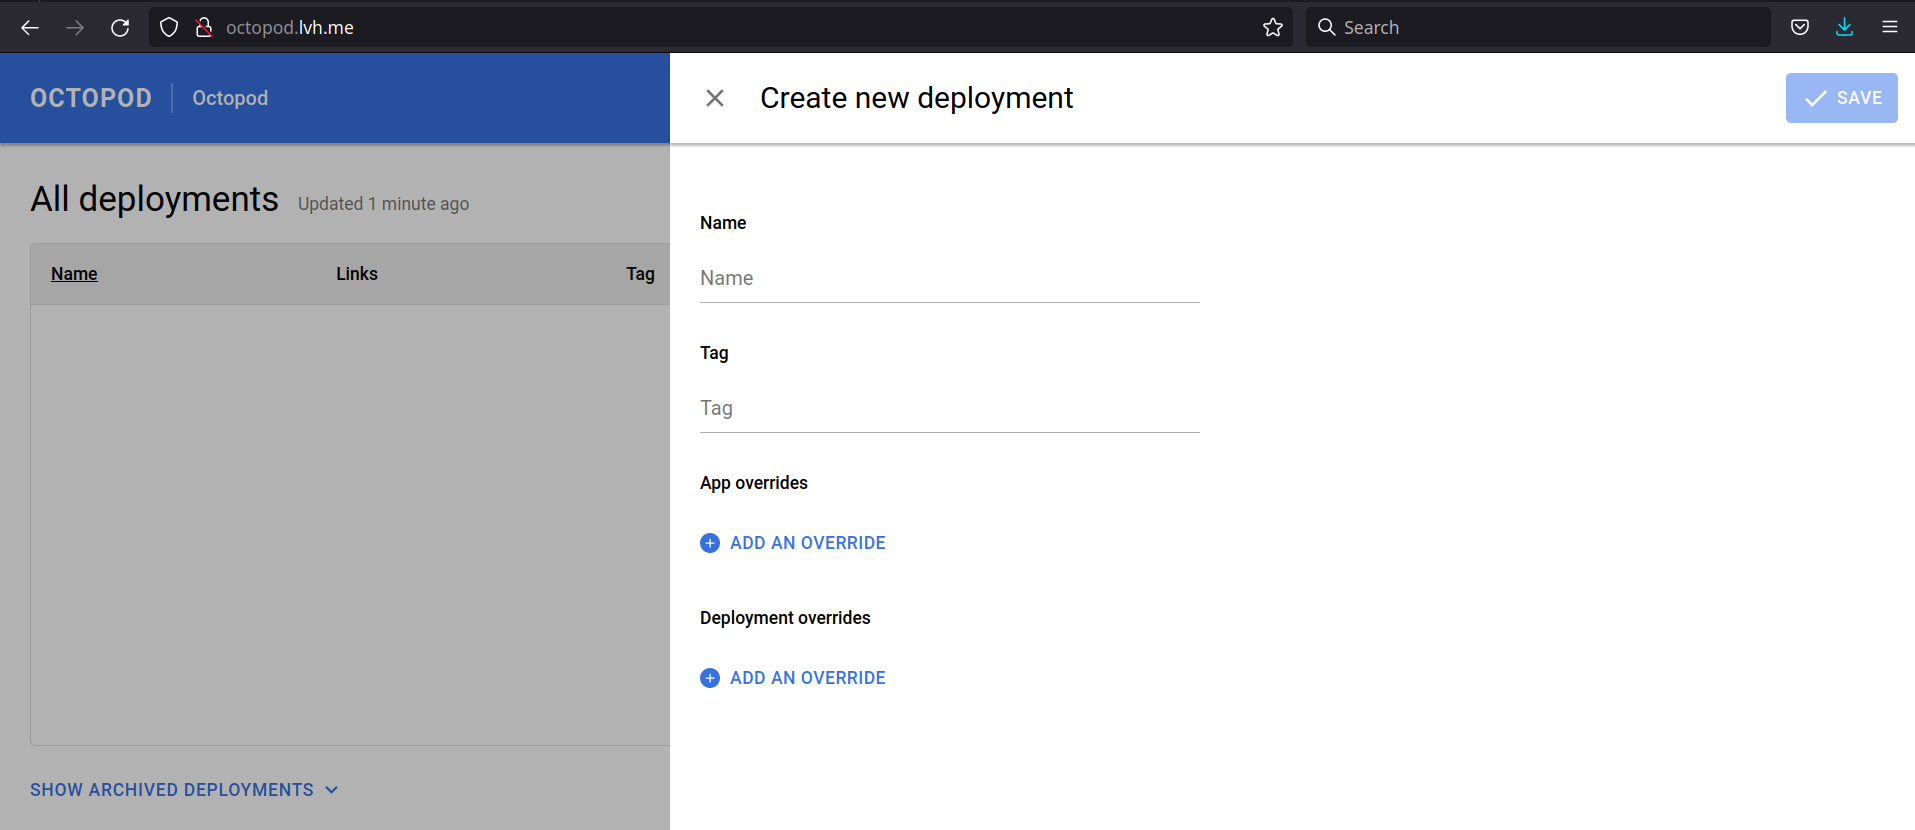 octopod.lvh.me
Search
OCTOPOD
Octopod
All deployments
Updated 1 minute ago
Name Links Tag
SHOW ARCHIVED DEPLOYMENTS
Create new deployment
SAVE
Name
Name
Tag
Tag
App overrides
ADD AN OVERRIDE
Deployment overrides
ADD AN OVERRIDE